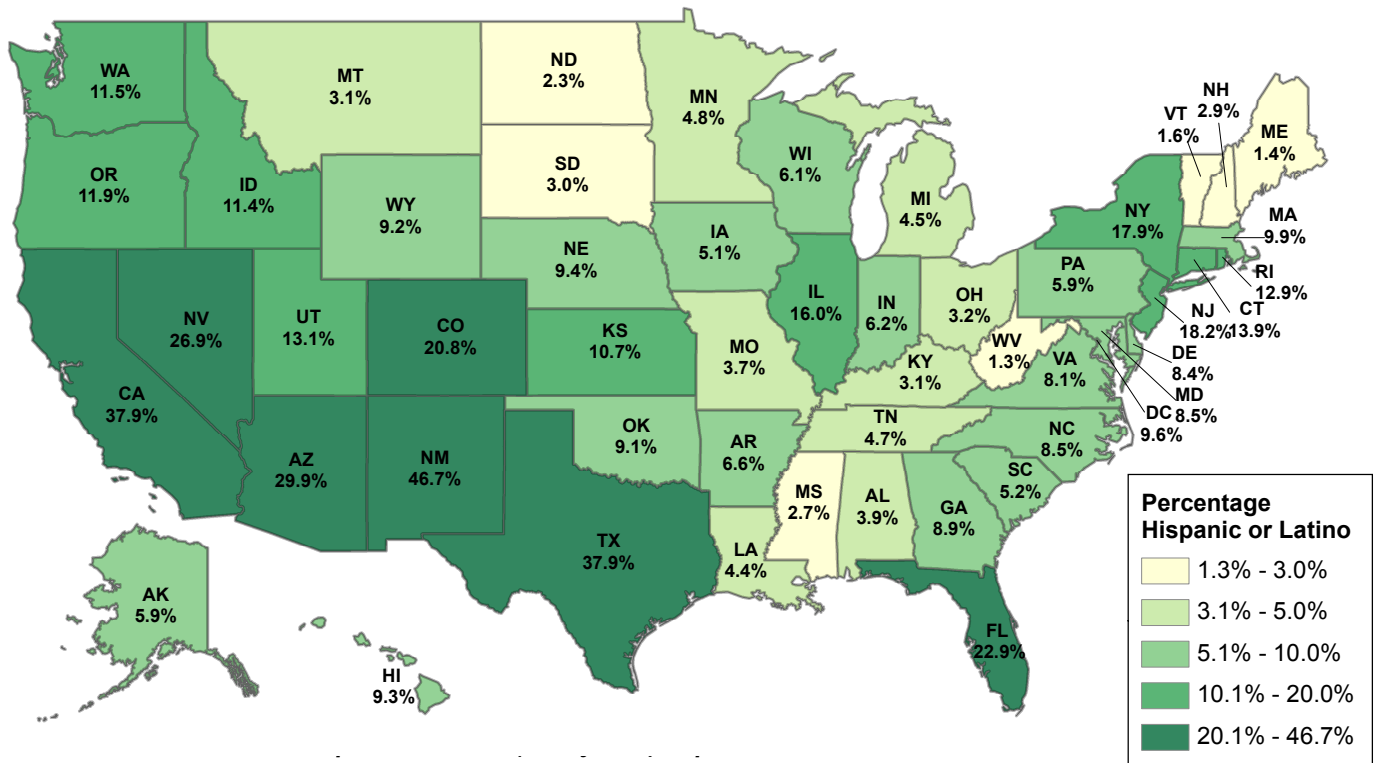 WA
11.5%
MT
3.1%
ND
2.3%
MN
4.8%
NH
2.9%
VT
1.6%
ME
1.4%
OR
11.9%
ID
11.4%
SD
3.0%
WI
6.1%
WY
9.2%
MI
4.5%
NY
17.9%
MA
9.9%
NE
9.4%
IA
5.1%
PA
5.9%
RI
12.9%
NV
26.9%
UT
13.1%
CO
20.8%
IL
16.0%
IN
6.2%
OH
3.2%
NJ
18.2%
CT
13.9%
KS
10.7%
MO
3.7%
WV
1.3%
KY
3.1%
VA
8.1%
DE
8.4%
CA
37.9%
MD
8.5%
DC
9.6%
OK
9.1%
AR
6.6%
TN
4.7%
NC
8.5%
AZ
29.9%
NM
46.7%
SC
5.2%
MS
2.7%
AL
3.9%
GA
8.9%
TX
37.9%
LA
4.4%
AK
5.9%
HI
9.3%
FL
22.9%
Percentage
Hispanic or Latino
1.3% - 3.0%
3.1% - 5.0%
5.1% - 10.0%
10.1% - 20.0%
20.1% - 46.7%